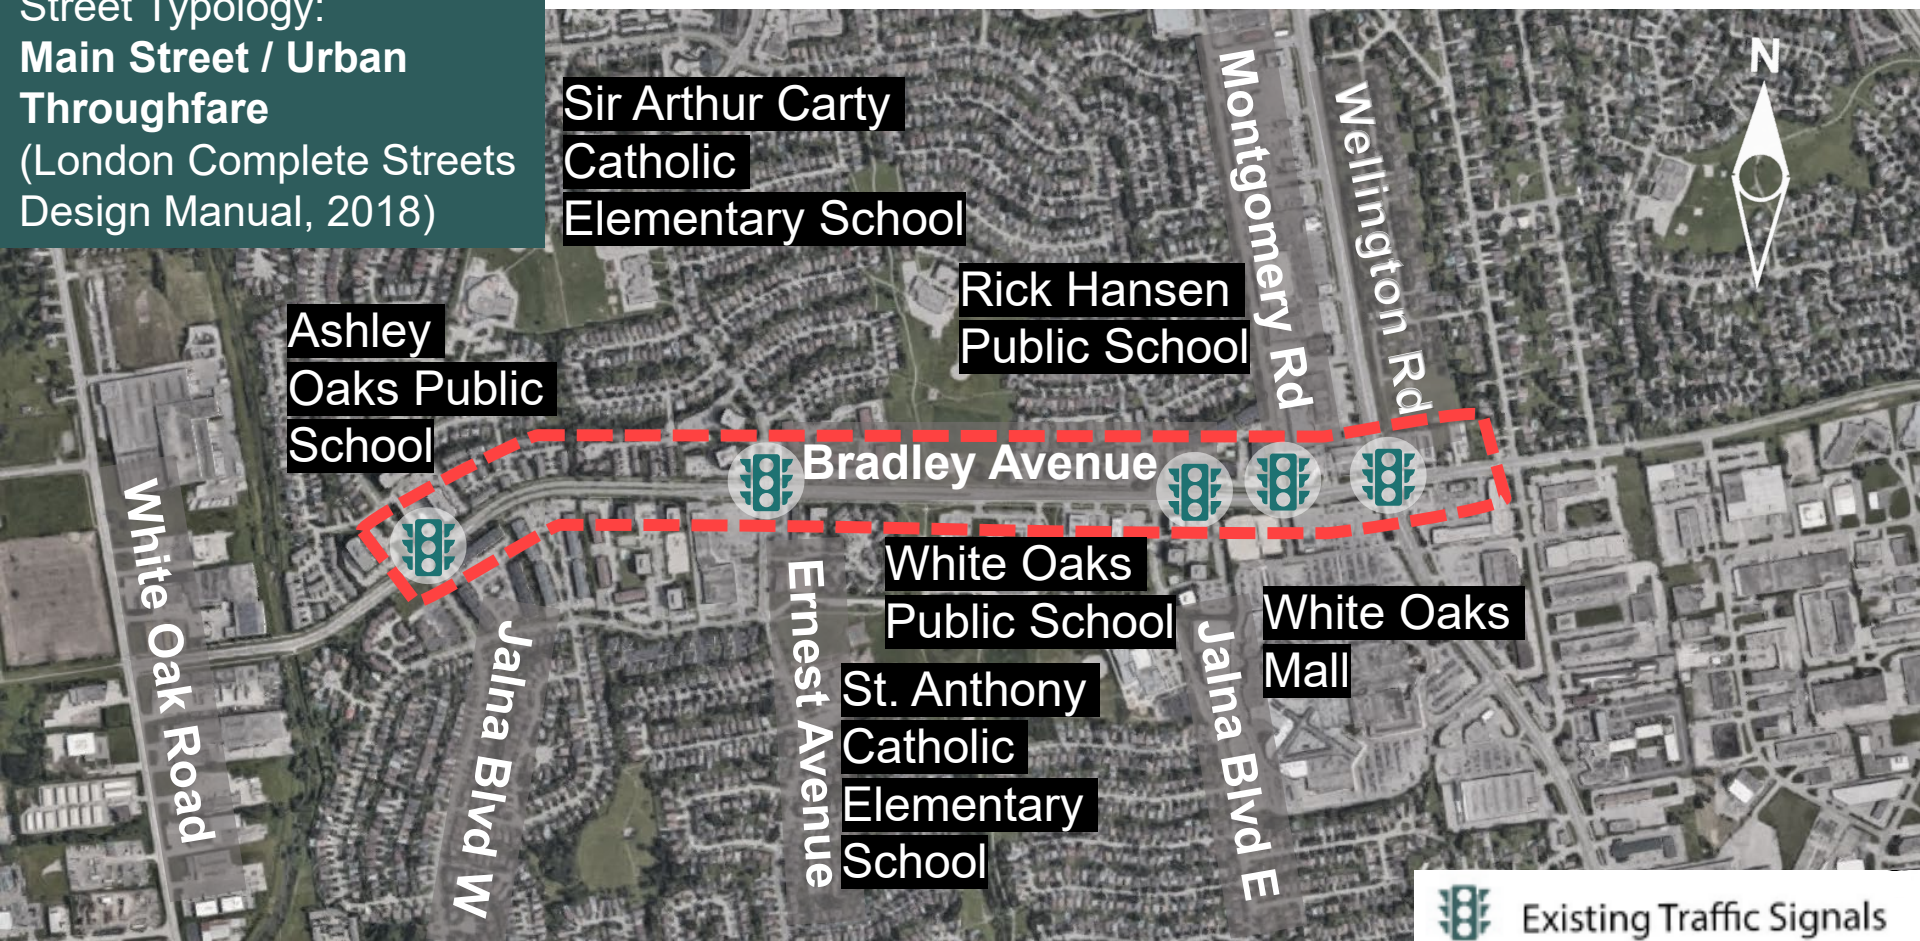 Street Typology:
Main Street / Urban
Throughfare
(London Complete Streets
Design Manual, 2018)
Sir Arthur Carty
Catholic
Elementary School
Montgomery Rd
Wellington Rd
N
Rick Hansen
Public School
Ashley
Oaks Public
School
Bradley Avenue
White Oak Road
Jalna Blvd W
Ernest Avenue
White Oaks
Public School
St. Anthony
Catholic
Elementary
School
Jalna Blvd E
White Oaks
Mall
Existing Traffic Signals